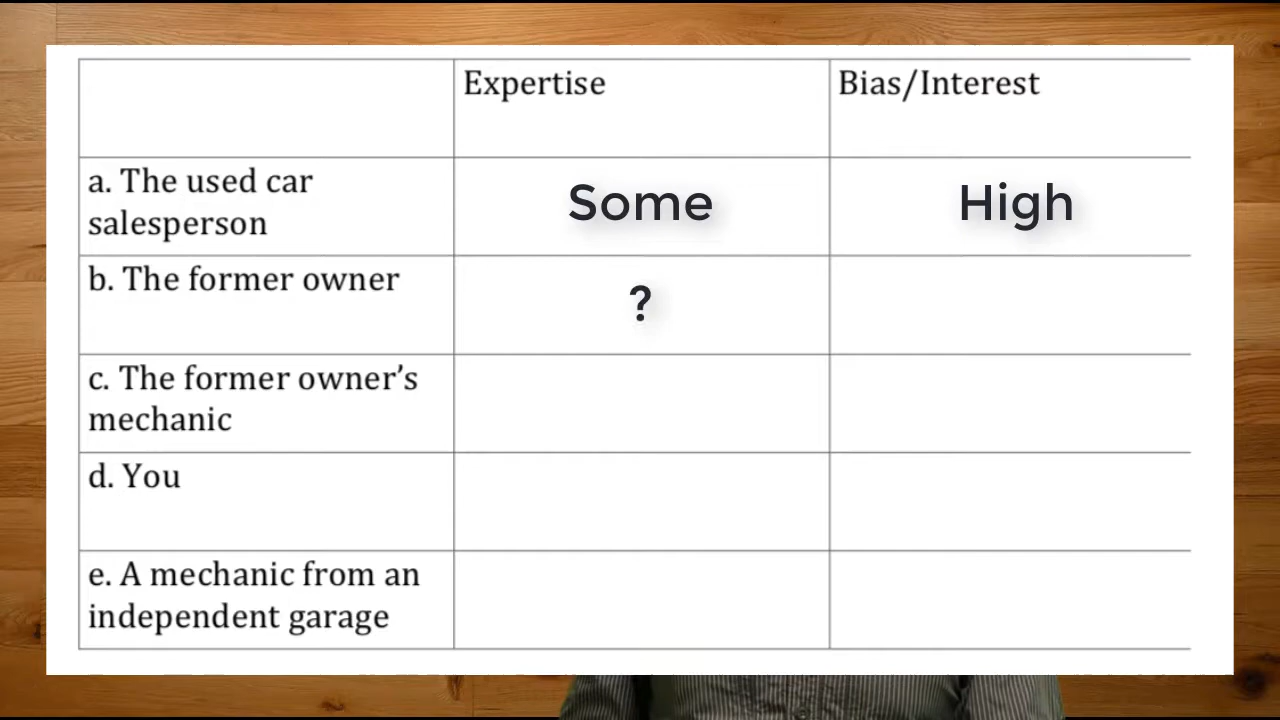 Expertise
Bias/Interest
a. The used car
salesperson
Some
High
b. The former owner
?
c. The former owner’s
mechanic
d. You
e. A mechanic from an
independent garage